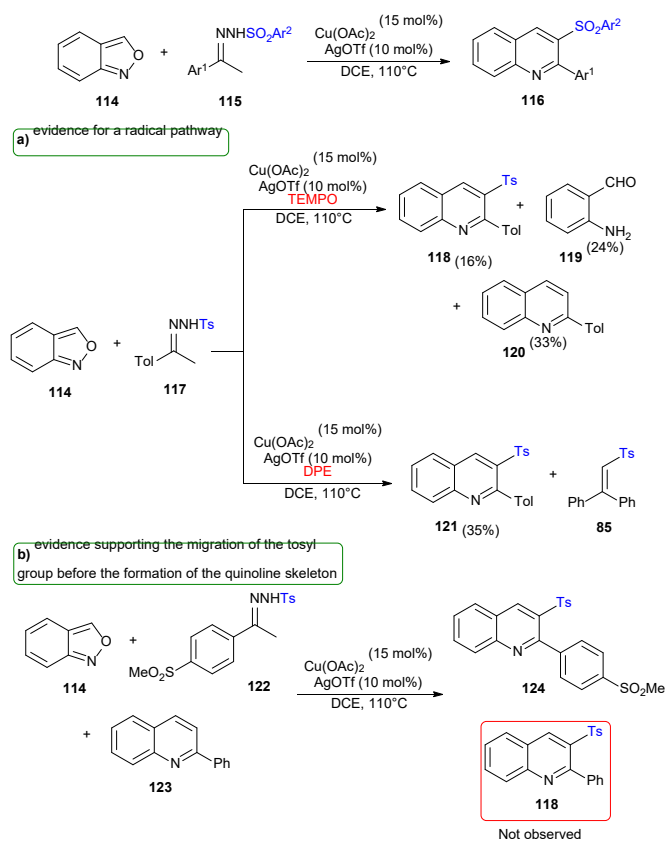 (15 mol%)
NNHSO2Ar2
Cu(OAc)2
SO2Ar2
O
+
AgOTf (10 mol%)
N
Ar1
DCE, 110°C
N
Ar1
114
115
116
a) evidence for a radical pathway
(15 mol%)
Cu(OAc)2
AgOTf (10 mol%)
Ts
CHO
TEMPO
+
DCE, 110°C
N
Tol
NH2
118 (16%)
119 (24%)
+
NNHTs
N
Tol
O
+
120 (33%)
N
Tol
114
117
(15 mol%)
Cu(OAc)2
Ts
Ts
AgOTf (10 mol%)
DPE
+
DCE, 110°C
N
Tol
Ph
Ph
121 (35%)
85
b) evidence supporting the migration of the tosyl
group before the formation of the quinoline skeleton
NNHTs
Ts
O
+
(15 mol%)
N
Cu(OAc)2
N
MeO2S
AgOTf (10 mol%)
114
122
DCE, 110°C
124
SO2Me
+
Ts
N
Ph
N
Ph
123
118
Not observed